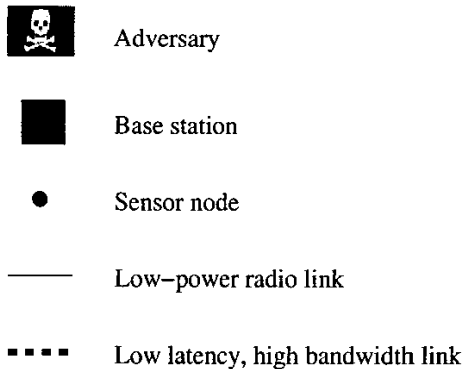 Adversary
Base station
Sensor node
Low-power radio link
Low latency, high bandwidth link